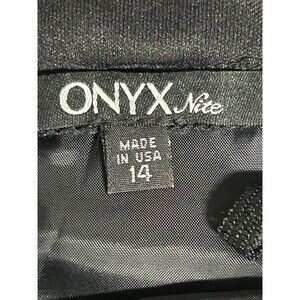 ONYX Nite
MADE
IN USA
14